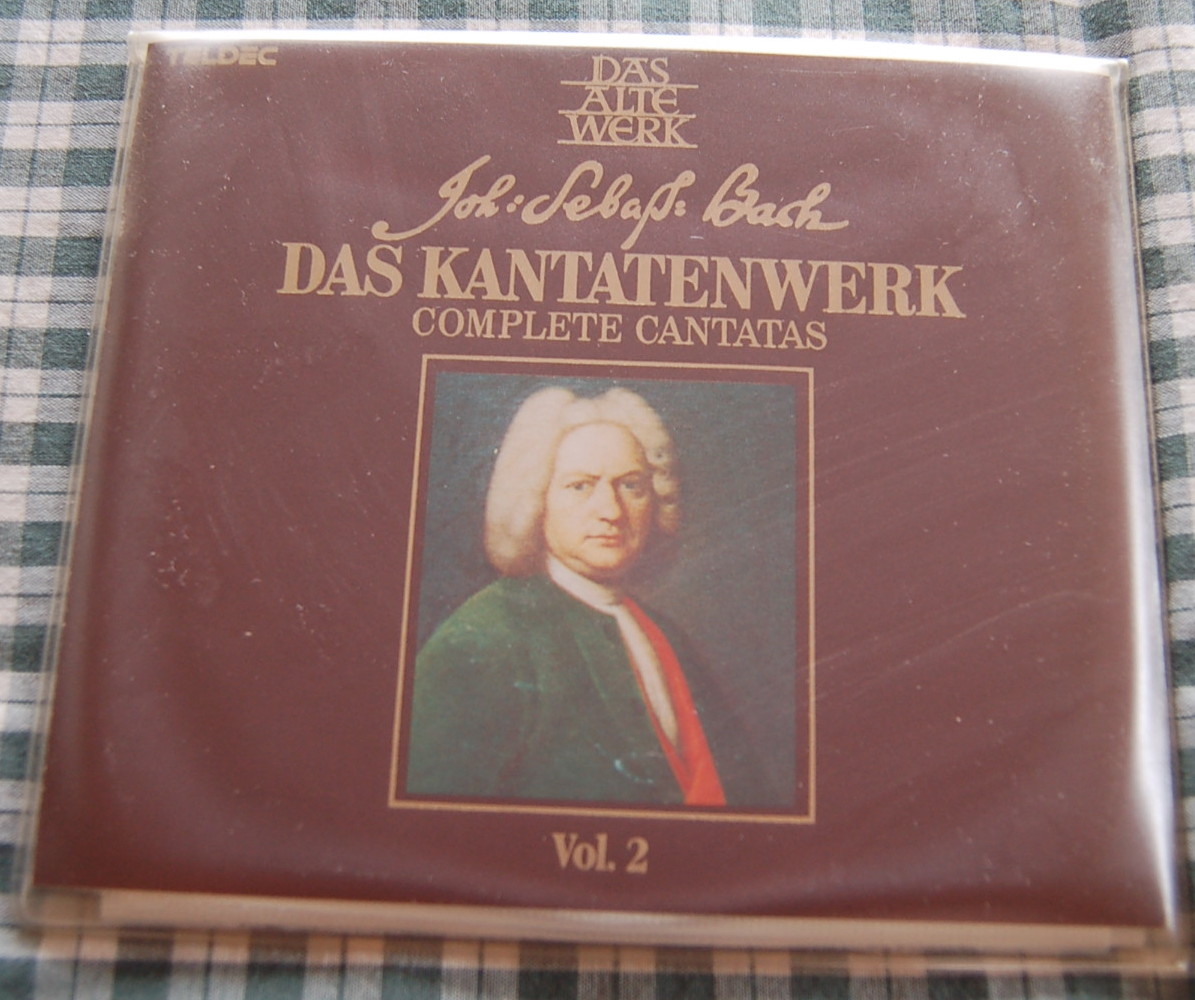 TELDEC
DAS
ALTE
WERK
Joh: Sebaſt: Bach
DAS KANTATENWERK
COMPLETE CANTATAS
Vol. 2